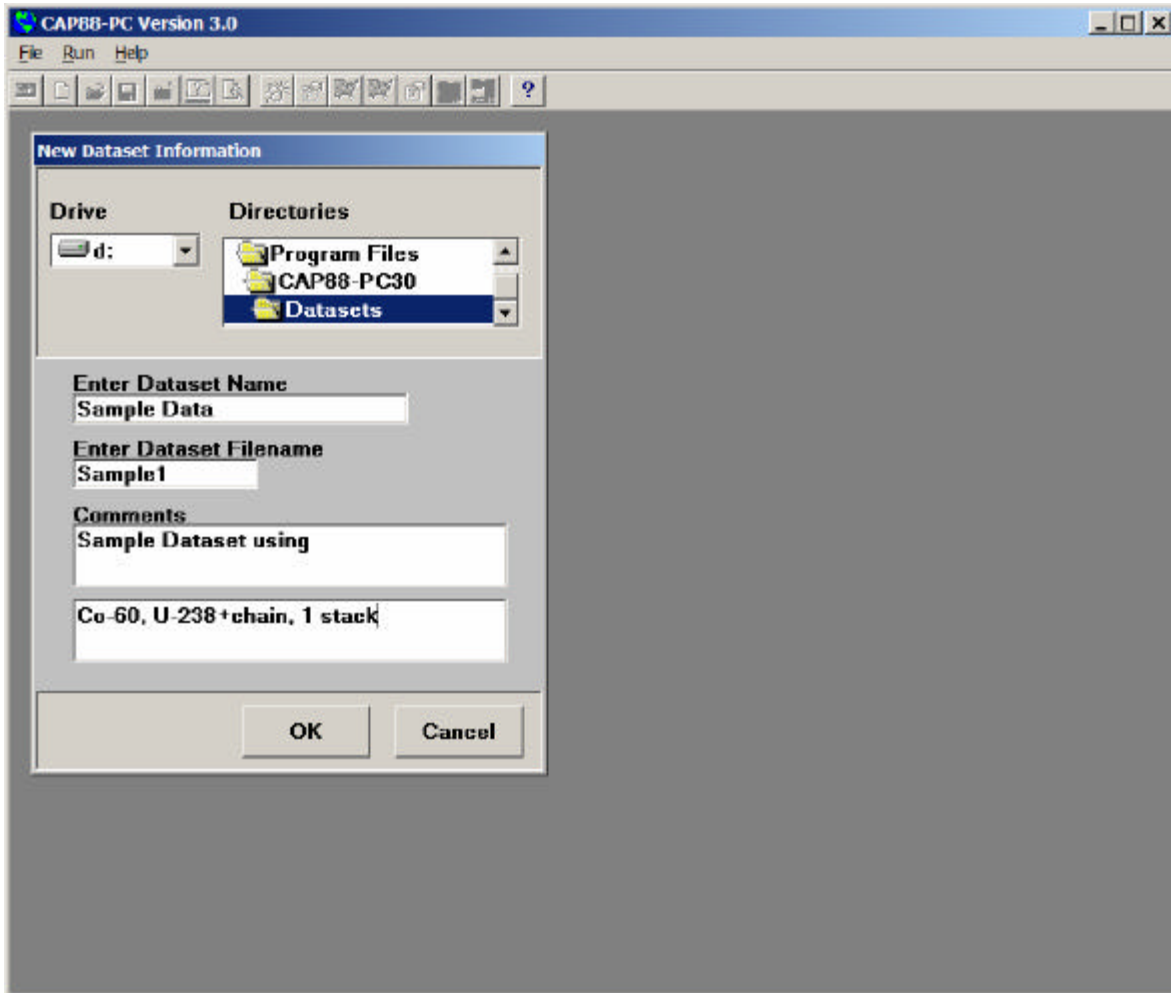 CAP88-PC Version 3.0
File Run Help
?
New Dataset Information
Drive Directories
d: Program Files
CAP88-PC30
Datasets
Enter Dataset Name
Sample Data
Enter Dataset Filename
Sample1
Comments
Sample Dataset using
Co-60, U-238+chain, 1 stack
OK Cancel